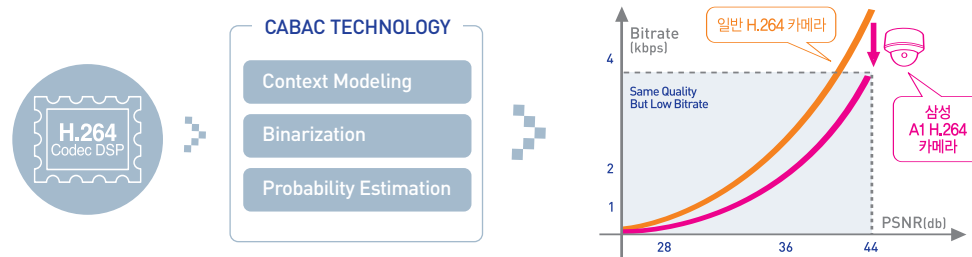 H.264
Codec DSP
CABAC TECHNOLOGY
Context Modeling
Binarization
Probability Estimation
Bitrate
(kbps)
일반 H.264 카메라
4
Same Quality
But Low Bitrate
삼성
A1 H.264
카메라
2
1
PSNR(db)
28
36
44